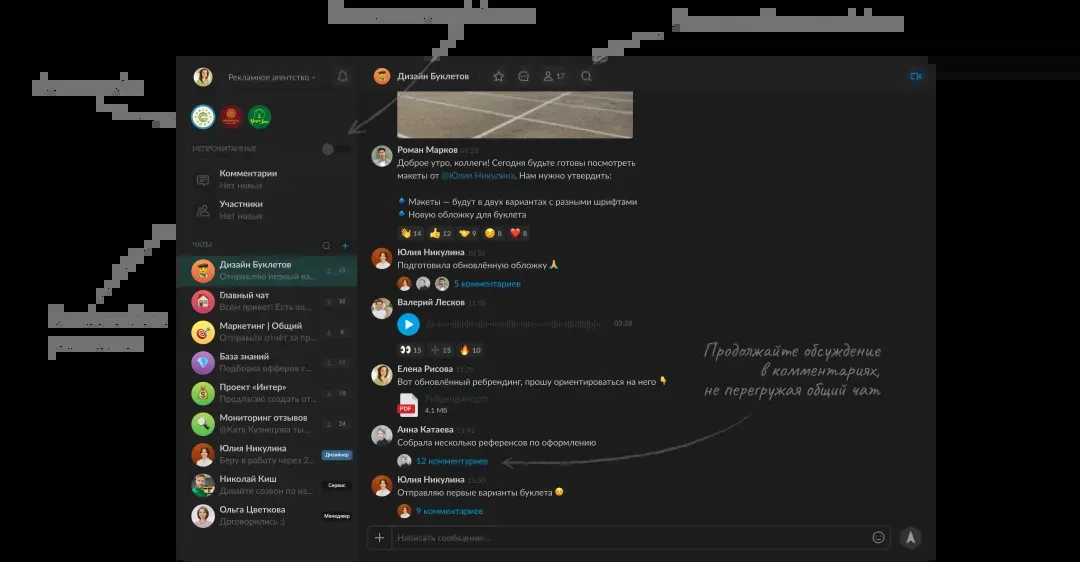 Рекламное агентство
Дизайн Буклетов
17
НЕПРОЧИТАННЫЕ
Комментарии
Нет новых
Участники
Нет новых
ЧАТЫ
Дизайн Буклетов
Отправляю первый ва...
Главный чат
Всем привет! Есть во...
Маркетинг | Общий
Отправьте отчёт за пр...
База знаний
Подборка офферов с...
Проект «Интер»
Предлагаю создать от...
Мониторинг отзывов
@Катя Кузнецова ты...
24
Юлия Никулина
Беру в работу через 2...
Дизайнер
Николай Киш
Давайте созвон по из...
Сервис
Ольга Цветкова
Договорились :)
Менеджер
Роман Марков
Доброе утро, коллеги! Сегодня будьте готовы посмотреть
макеты от @Юлия Никулина. Нам нужно утвердить:
Макеты — будут в двух вариантах с разными шрифтами
Новую обложку для буклета
14 12 9 8 8
Юлия Никулина
Подготовила обновлённую обложку
5 комментариев
Валерий Лесков 11:00
03:28
15 15 10
Елена Рисова
Вот обновлённый ребрендинг, прошу ориентироваться на него
PDF
4.1 Мб
Анна Катаева 11:45
Собрала несколько референсов по оформлению
12 комментариев
Юлия Никулина
Отправляю первые варианты буклета
9 комментариев
Написать сообщение...
Продолжайте обсуждение
в комментариях,
не перегружая общий чат